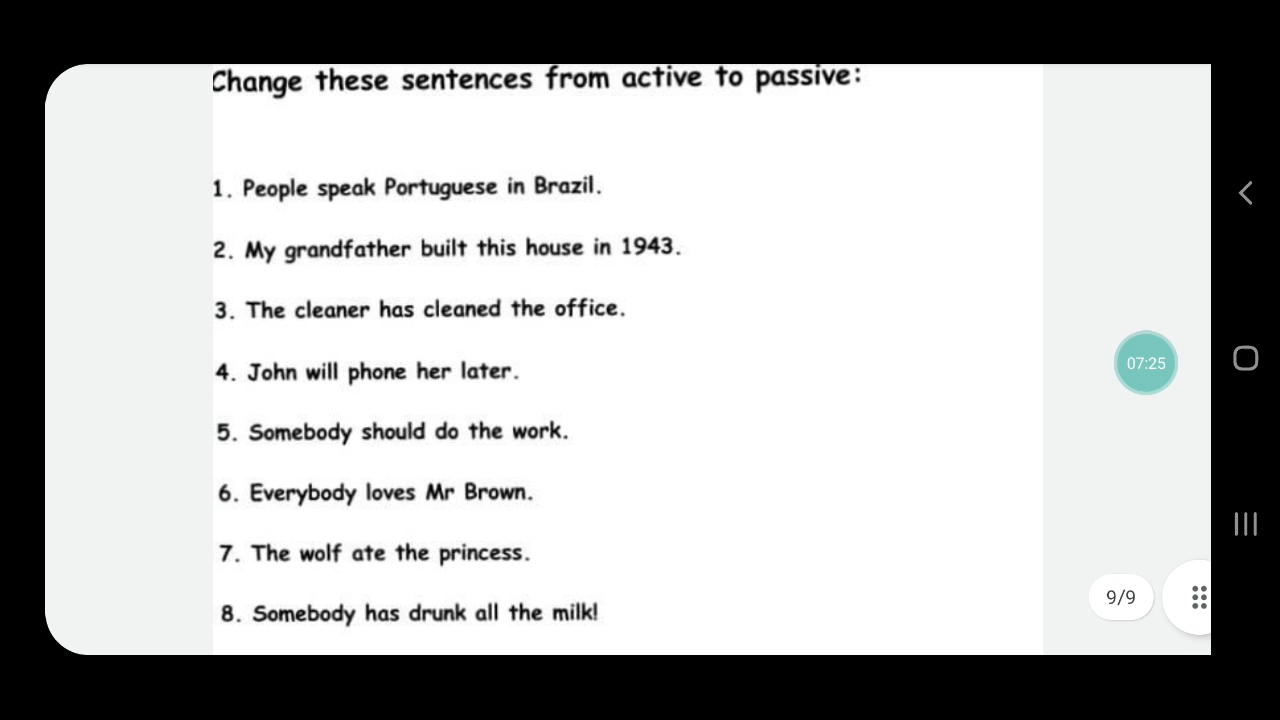 Change these sentences from active to passive:
1. People speak Portuguese in Brazil.
2. My grandfather built this house in 1943.
3. The cleaner has cleaned the office.
4. John will phone her later.
5. Somebody should do the work.
6. Everybody loves Mr Brown.
7. The wolf ate the princess.
8. Somebody has drunk all the milk!
07:25
9/9